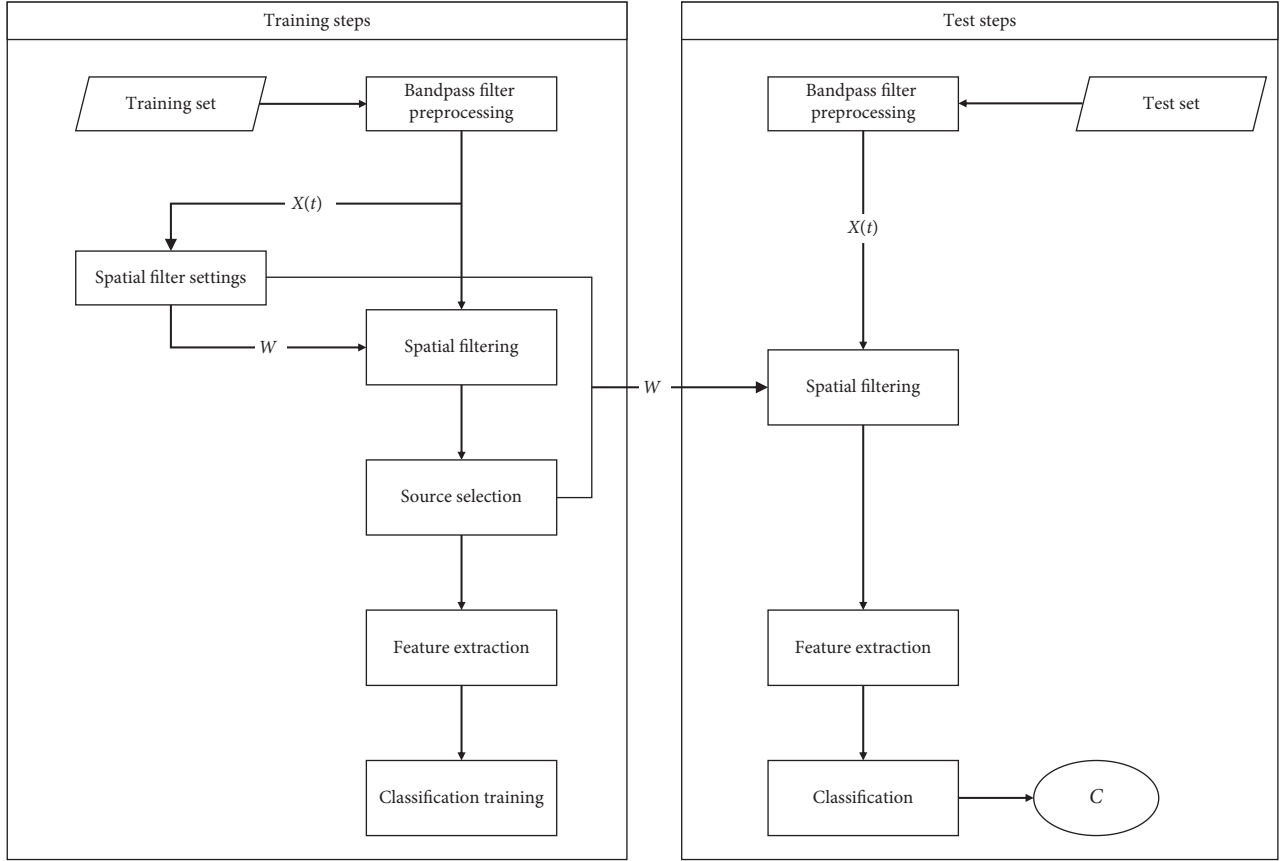 Training steps
Training set
Bandpass filter
preprocessing
X(t)
Spatial filter settings
W
Spatial filtering
Source selection
Feature extraction
Classification training
W
Test steps
Bandpass filter
preprocessing
Test set
X(t)
Spatial filtering
Feature extraction
Classification
C